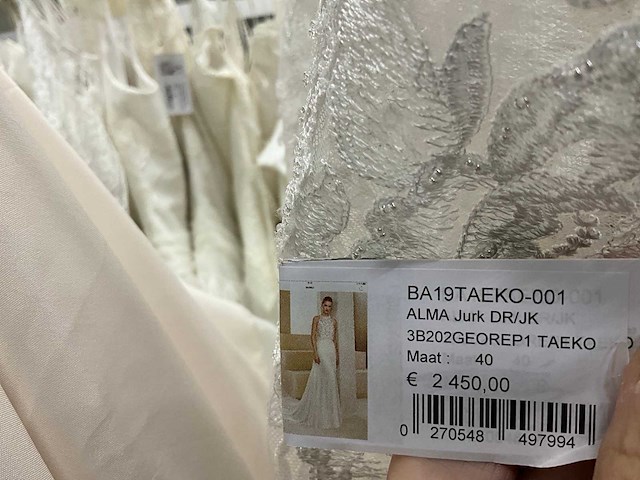 BA19TAEKO-001
ALMA Jurk DR/JK
3B202GEOREP1 TAEKO
Maat : 40
€ 2 450,00
0 270548 497994